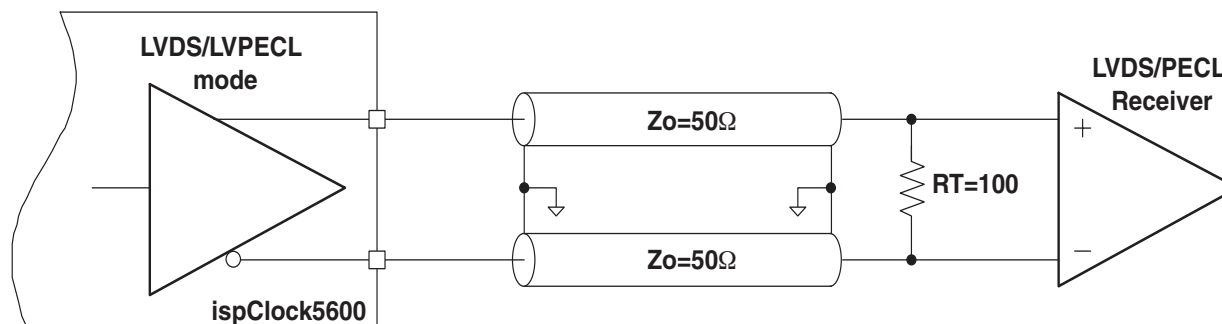 LVDS/LVPECL
mode
Zo=50Ω
LVDS/PECL
Receiver
+
RT=100
−
Zo=50Ω
ispClock5600